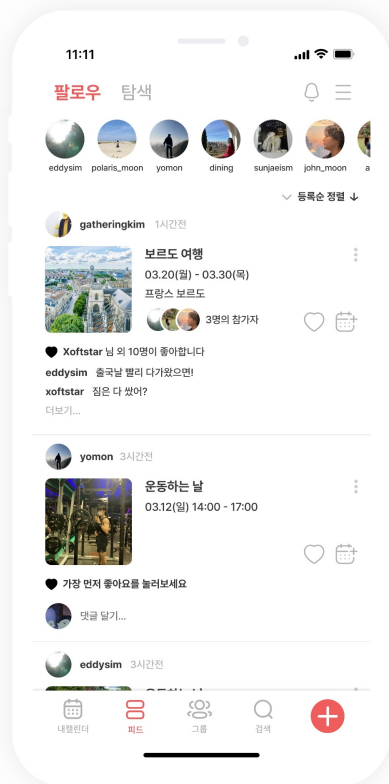 11:11
팔로우 탐색
eddysim polaris_moon yomon dining sunjaeism john_moon a
등록순 정렬
gatheringkim 1시간전
보르도 여행
03.20(월) - 03.30(목)
프랑스 보르도
3명의 참가자
Xoftstar 님 외 10명이 좋아합니다
eddysim 출국날 빨리 다가왔으면!
xoftstar 짐은 다 쌌어?
더보기...
yomon 3시간전
운동하는 날
03.12(일) 14:00 - 17:00
가장 먼저 좋아요를 눌러보세요
댓글 달기...
eddysim 3시간전
내캘린더 피드 그룹 검색